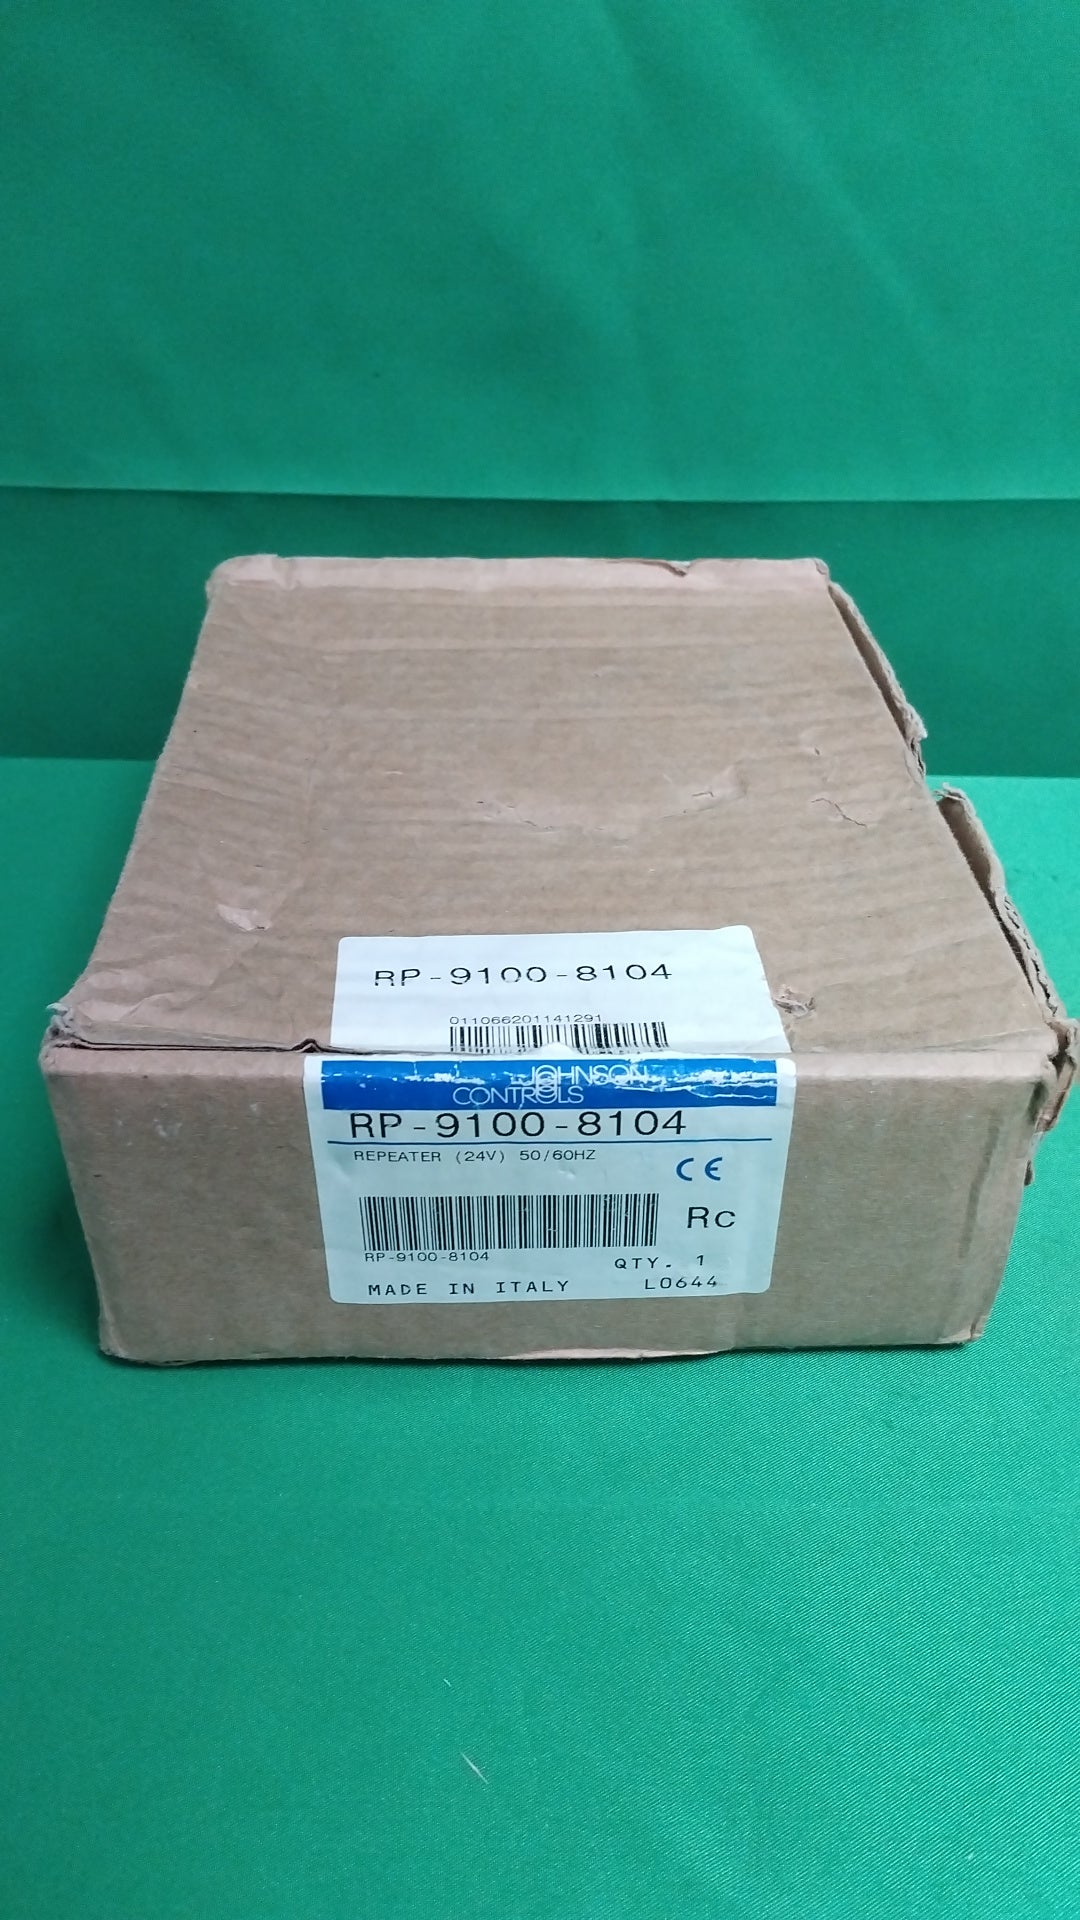 RP-9100-8104
011066201141291
JOHNSON
CONTROLS
RP-9100-8104
REPEATER (24V) 50/60HZ
CE
Rc
RP-9100-8104
QTY. 1
MADE IN ITALY L0644